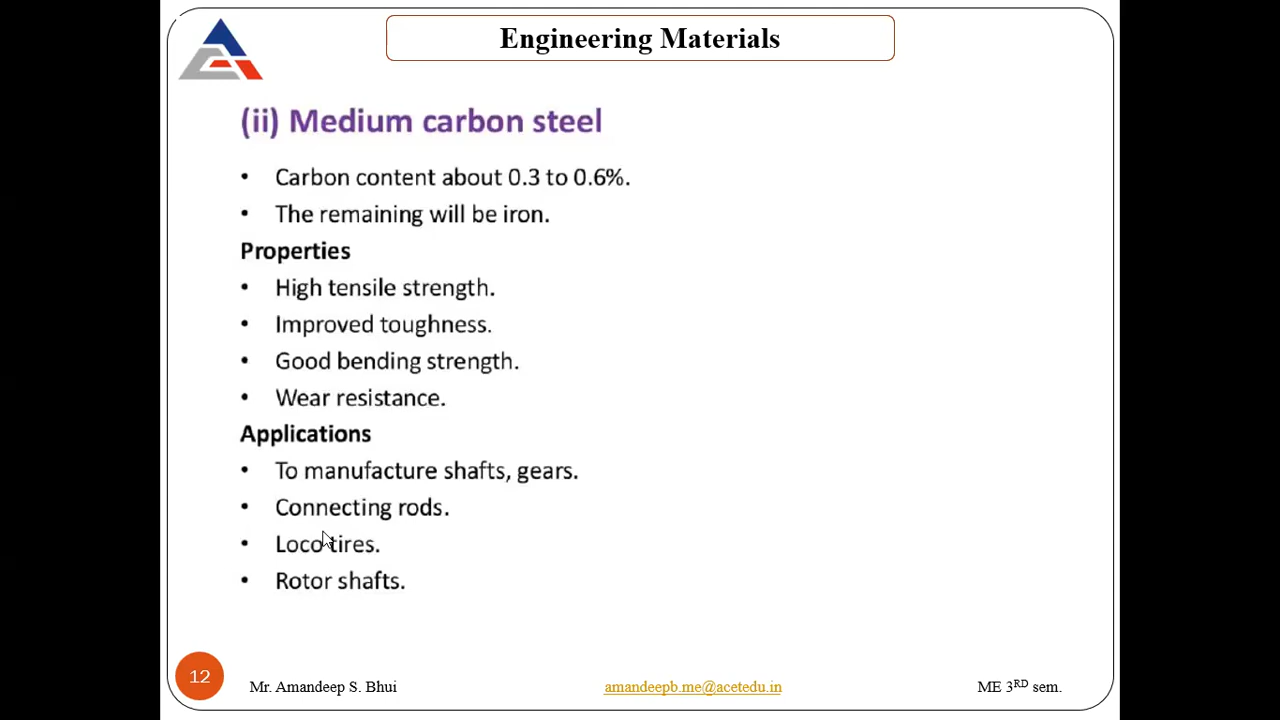 Engineering Materials
(ii) Medium carbon steel
• Carbon content about 0.3 to 0.6%.
• The remaining will be iron.
Properties
• High tensile strength.
• Improved toughness.
• Good bending strength.
• Wear resistance.
Applications
• To manufacture shafts, gears.
• Connecting rods.
• Loco tires.
• Rotor shafts.
12 Mr. Amandeep S. Bhui amandeepb.me@acetedu.in ME 3RD sem.